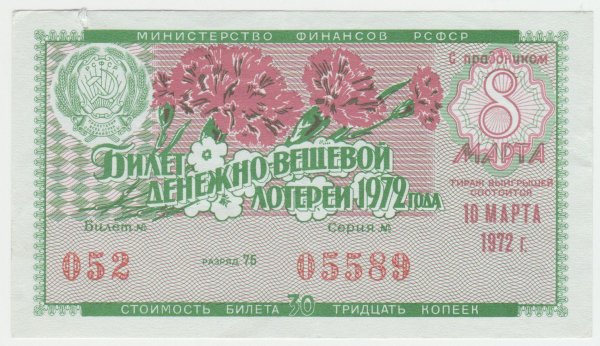 МИНИСТЕРСТВО ФИНАНСОВ РСФСР
С праздником
8
МАРТА
БИЛЕТ
ДЕНЕЖНО-ВЕЩЕВОЙ
ЛОТЕРЕИ 1972 ГОДА
ТИРАЖ ВЫИГРЫШЕЙ
СОСТОИТСЯ
10 МАРТА
1972 г.
Билет №
Серия №
052
РАЗРЯД 75
05589
СТОИМОСТЬ БИЛЕТА 30 ТРИДЦАТЬ КОПЕЕК